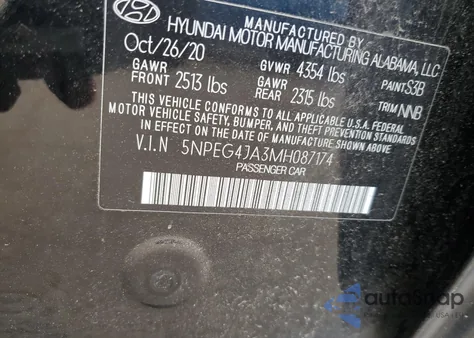 MANUFACTURED BY
HYUNDAI MOTOR MANUFACTURING ALABAMA, LLC
Oct/26/20 GVWR 4354 lbs PAINT S3B
GAWR GAWR
FRONT 2513 lbs REAR 2315 lbs TRIM NNB
THIS VEHICLE CONFORMS TO ALL APPLICABLE FEDERAL
MOTOR VEHICLE SAFETY, BUMPER, AND THEFT PREVENTION
STANDARDS IN EFFECT ON THE DATE OF MANUFACTURE SHOWN ABOVE.
V.I.N 5NPEG4JA3MH087174
PASSENGER CAR
autosnap